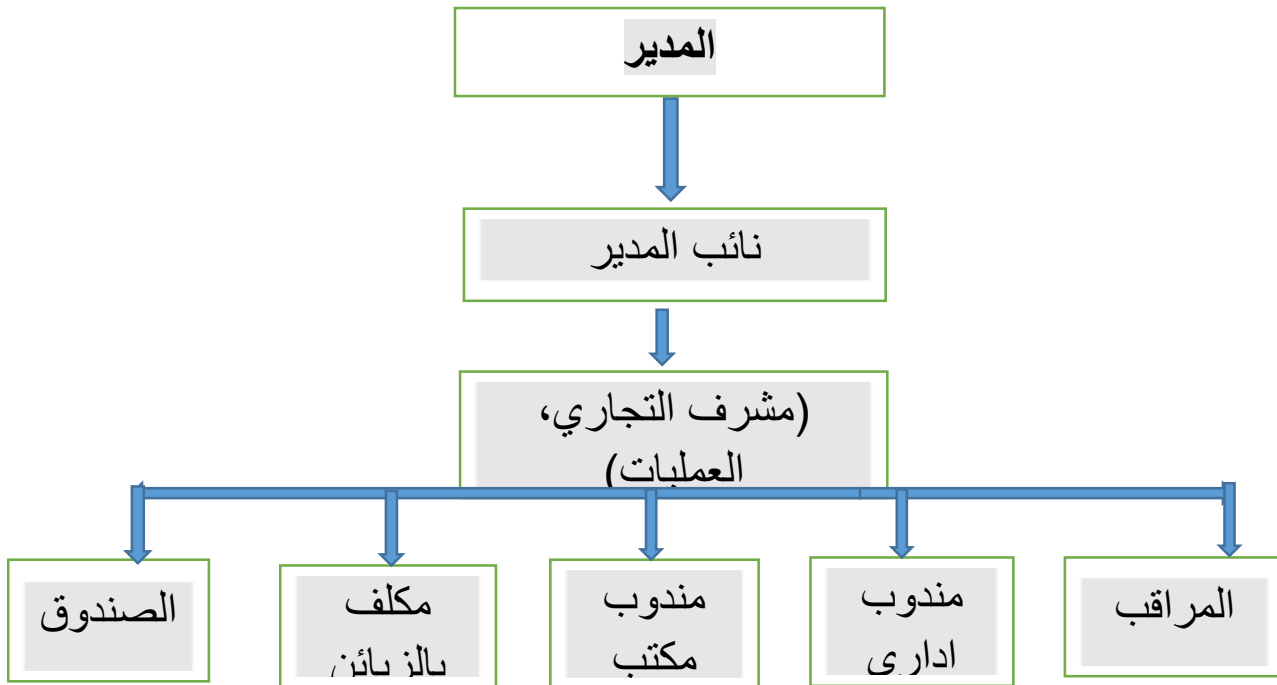 المدير
نائب المدير
(مشرف التجاري،
العمليات)
المراقب
مندوب
اداري
مندوب
مكتب
مكلف
بالزبائن
الصندوق